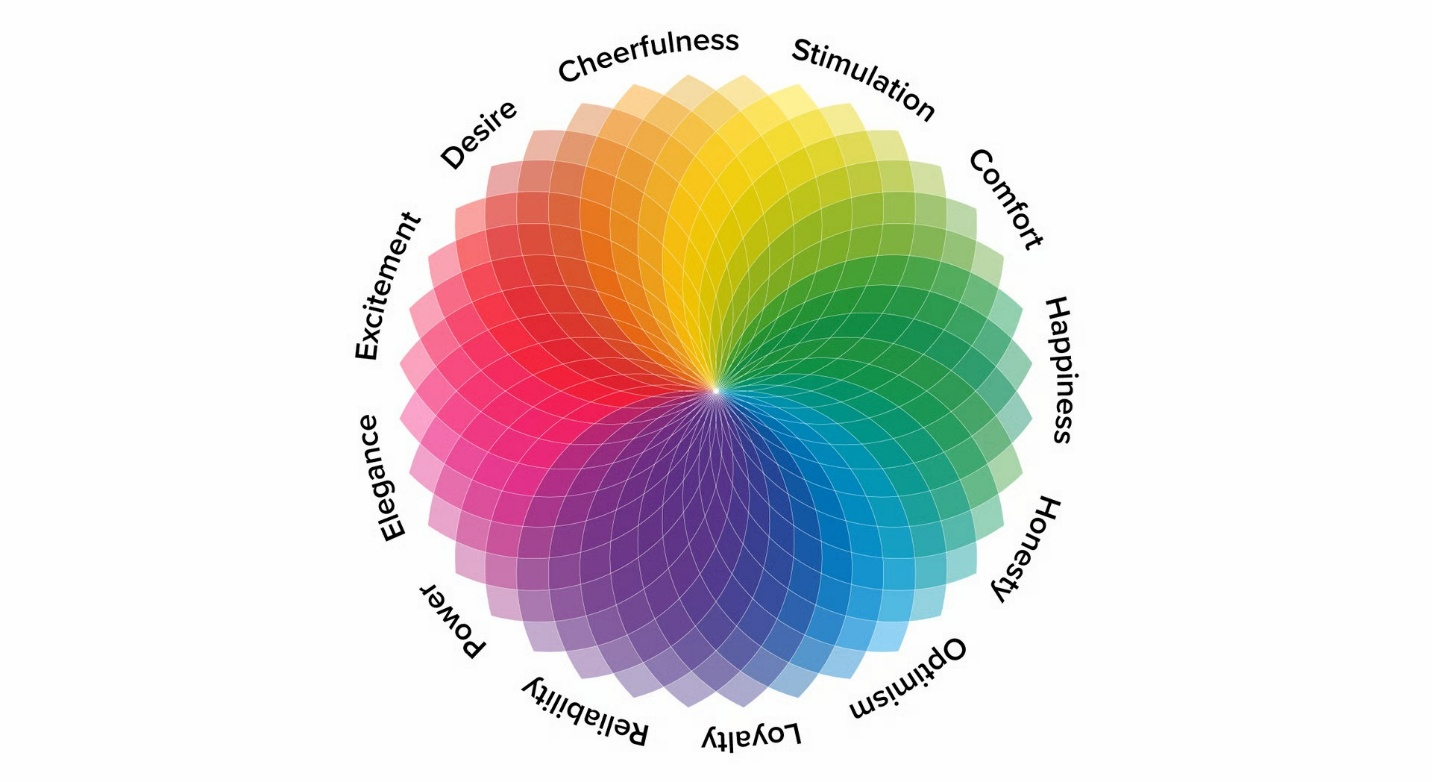 Cheerfulness
Stimulation
Comfort
Happiness
Honesty
Optimism
Loyalty
Reliability
Power
Elegance
Excitement
Desire